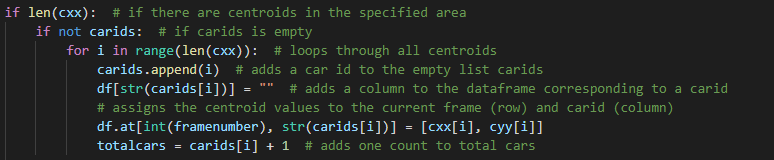 if len(cxx):  # if there are centroids in the specified area
    if not carids:  # if carids is empty
        for i in range(len(cxx)):  # loops through all centroids
            carids.append(i)  # adds a car id to the empty list carids
            df[str(carids[i])] = ""  # adds a column to the dataframe corresponding to a carid
            # assigns the centroid values to the current frame (row) and carid (column)
            df.at[int(framenumber), str(carids[i])] = [cxx[i], cyy[i]]
            totalcars = carids[i] + 1  # adds one count to total cars